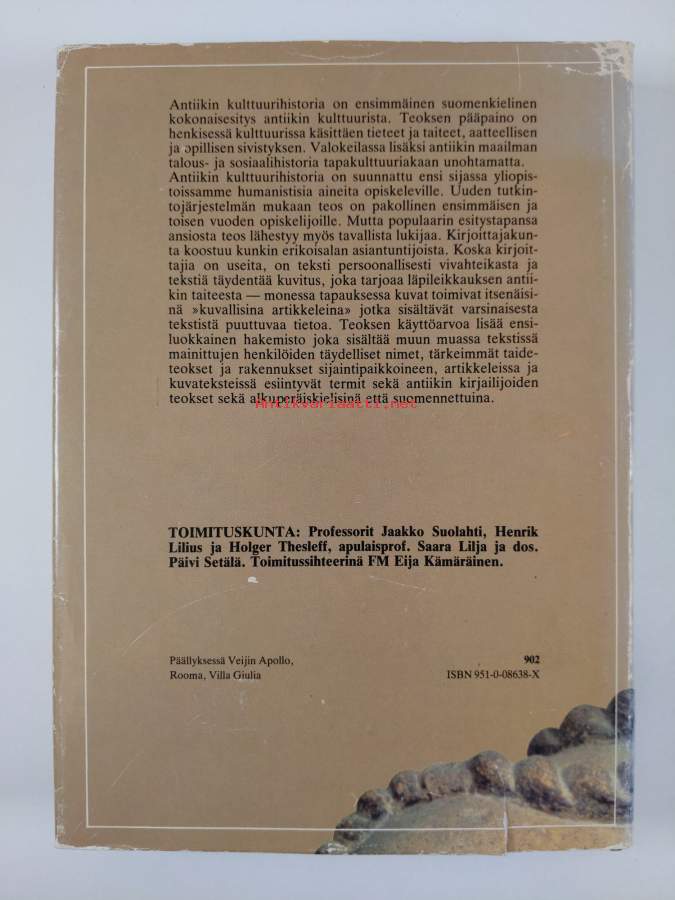 Antiikin kulttuurihistoria on ensimmäinen suomenkielinen
kokonaisesitys antiikin kulttuurista. Teoksen pääpaino on
henkisessä kulttuurissa käsittäen tieteet ja taiteet, aatteellisen
ja opillisen sivistyksen. Valokeilassa lisäksi antiikin maailman
talous- ja sosiaalihistoria tapakulttuuriakaan unohtamatta.
Antiikin kulttuurihistoria on suunnattu ensi sijassa yliopis-
toissamme humanistisia aineita opiskeleville. Uuden tutkin-
tojärjestelmän mukaan teos on pakollinen ensimmäisen ja
toisen vuoden opiskelijoille. Mutta populaarin esitystapansa
ansiosta teos lähestyy myös tavallista lukijaa. Kirjoittajakun-
ta koostuu kunkin erikoisalan asiantuntijoista. Koska kirjoit-
tajia on useita, on teksti persoonallisesti vivahteikasta ja
tekstiä täydentää kuvitus, joka tarjoaa läpileikkauksen antii-
kin taiteesta — monessa tapauksessa kuvat toimivat itsenäisi-
nä »kuvallisina artikkeleina» jotka sisältävät varsinaisesta
tekstistä puuttuvaa tietoa. Teoksen käyttöarvoa lisää ensi-
luokkainen hakemisto joka sisältää muun muassa tekstissä
mainittujen henkilöiden täydelliset nimet, tärkeimmät taide-
teokset ja rakennukset sijaintipaikkoineen, artikkeleissa ja
kuvateksteissä esiintyvät termit sekä antiikin kirjailijoiden
teokset sekä alkuperäiskielisinä että suomennettuina.
Antikvariaatti.net
TOIMITUSKUNTA: Professorit Jaakko Suolahti, Henrik
Lilius ja Holger Thesleff, apulaisprof. Saara Lilja ja dos.
Päivi Setälä. Toimitussihteerinä FM Eija Kämäräinen.
Päällyksessä Veijin Apollo,
Rooma, Villa Giulia
902
ISBN 951-0-08638-X